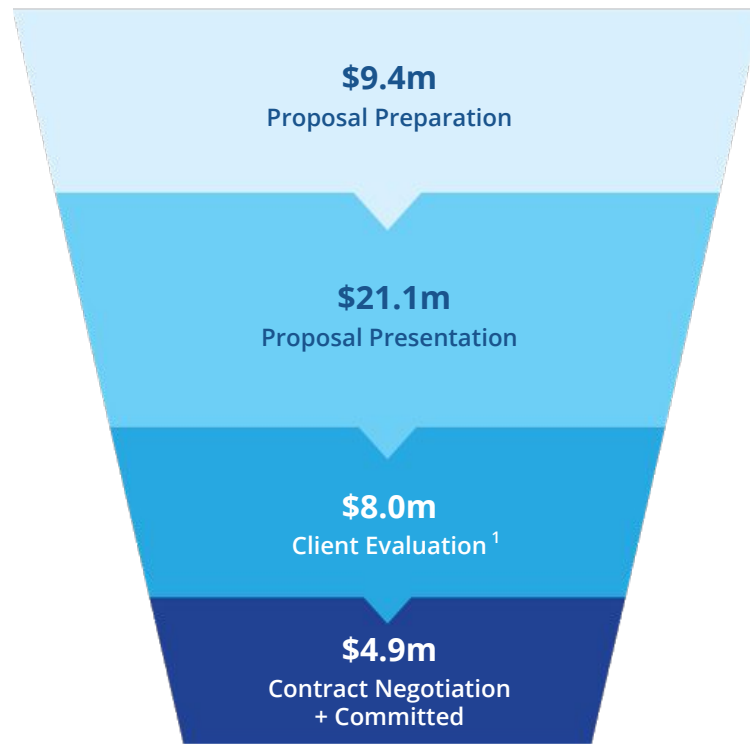 $9.4m
Proposal Preparation
$21.1m
Proposal Presentation
$8.0m
Client Evaluation 1
$4.9m
Contract Negotiation
+ Committed